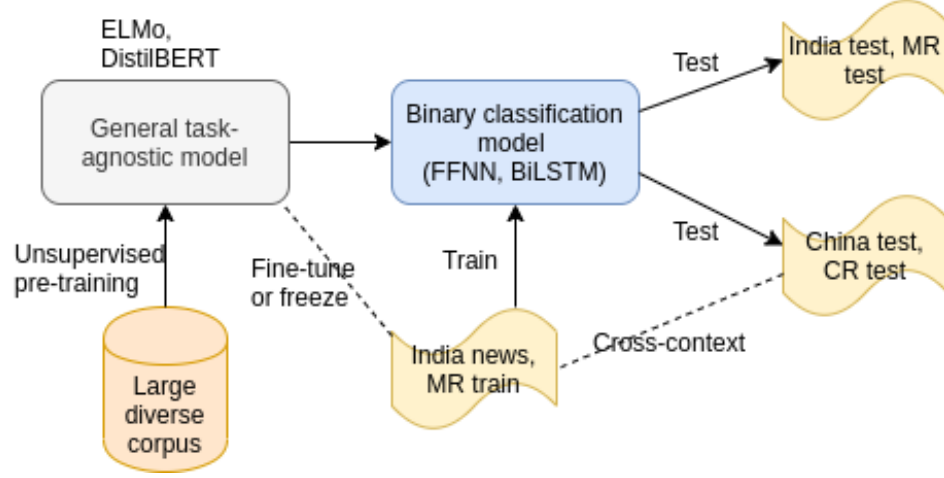 ELMo,
DistilBERT
General task-
agnostic model
Binary classification
model
(FFNN, BiLSTM)
Test
India test, MR
test
Unsupervised
pre-training
Fine-tune
or freeze
Train
Test
China test,
CR test
India news,
MR train
Cross-context
Large
diverse
corpus